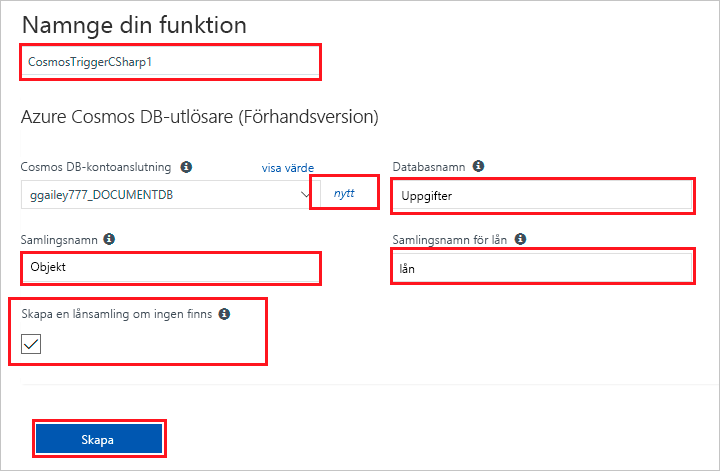 Namnge din funktion
CosmosTriggerCSharp1
Azure Cosmos DB-utlösare (Förhandsversion)
Cosmos DB-kontoanslutning visa värde
ggailey777_DOCUMENTDB nytt
Databasnamn
Uppgifter
Samlingsnamn
Objekt
Samlingsnamn för lån
lån
Skapa en lånsamling om ingen finns
Skapa